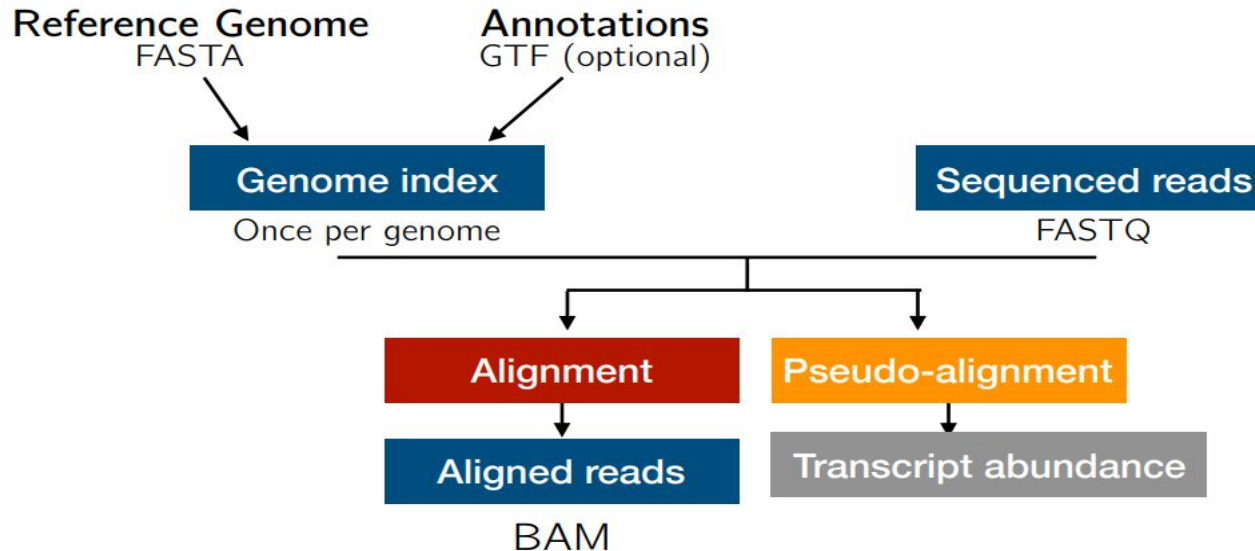 Reference Genome
FASTA
Annotations
GTF (optional)
Genome index
Once per genome
Sequenced reads
FASTQ
Alignment
Pseudo-alignment
Aligned reads
Transcript abundance
BAM